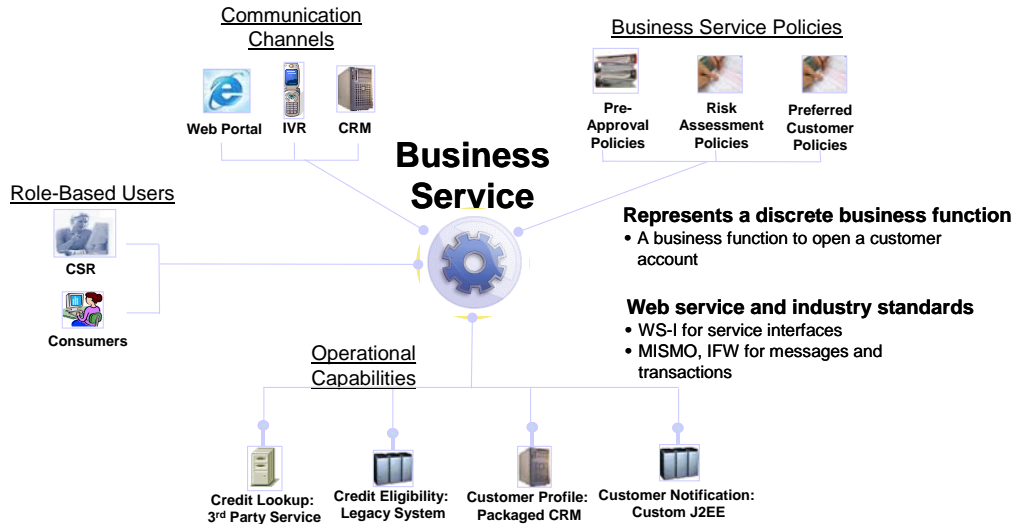 Communication
Channels
Web Portal
IVR
CRM
Business Service Policies
Pre-
Approval
Policies
Risk
Assessment
Policies
Preferred
Customer
Policies
Business
Service
Role-Based Users
CSR
Consumers
Represents a discrete business function
• A business function to open a customer
account
Web service and industry standards
• WS-I for service interfaces
• MISMO, IFW for messages and
transactions
Operational
Capabilities
Credit Lookup:
3rd Party Service
Credit Eligibility:
Legacy System
Customer Profile:
Packaged CRM
Customer Notification:
Custom J2EE